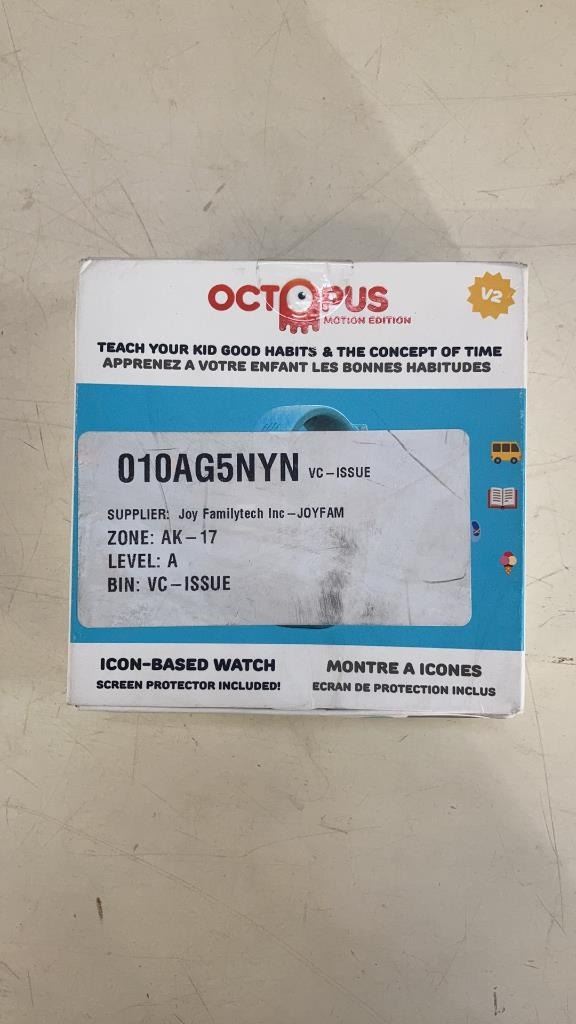 OCTOPUS
MOTION EDITION
V2
TEACH YOUR KID GOOD HABITS & THE CONCEPT OF TIME
APPRENEZ A VOTRE ENFANT LES BONNES HABITUDES
010AG5NYN VC-ISSUE
SUPPLIER: Joy Familytech Inc-JOYFAM
ZONE: AK-17
LEVEL: A
BIN: VC-ISSUE
ICON-BASED WATCH
SCREEN PROTECTOR INCLUDED!
MONTRE A ICONES
ECRAN DE PROTECTION INCLUS